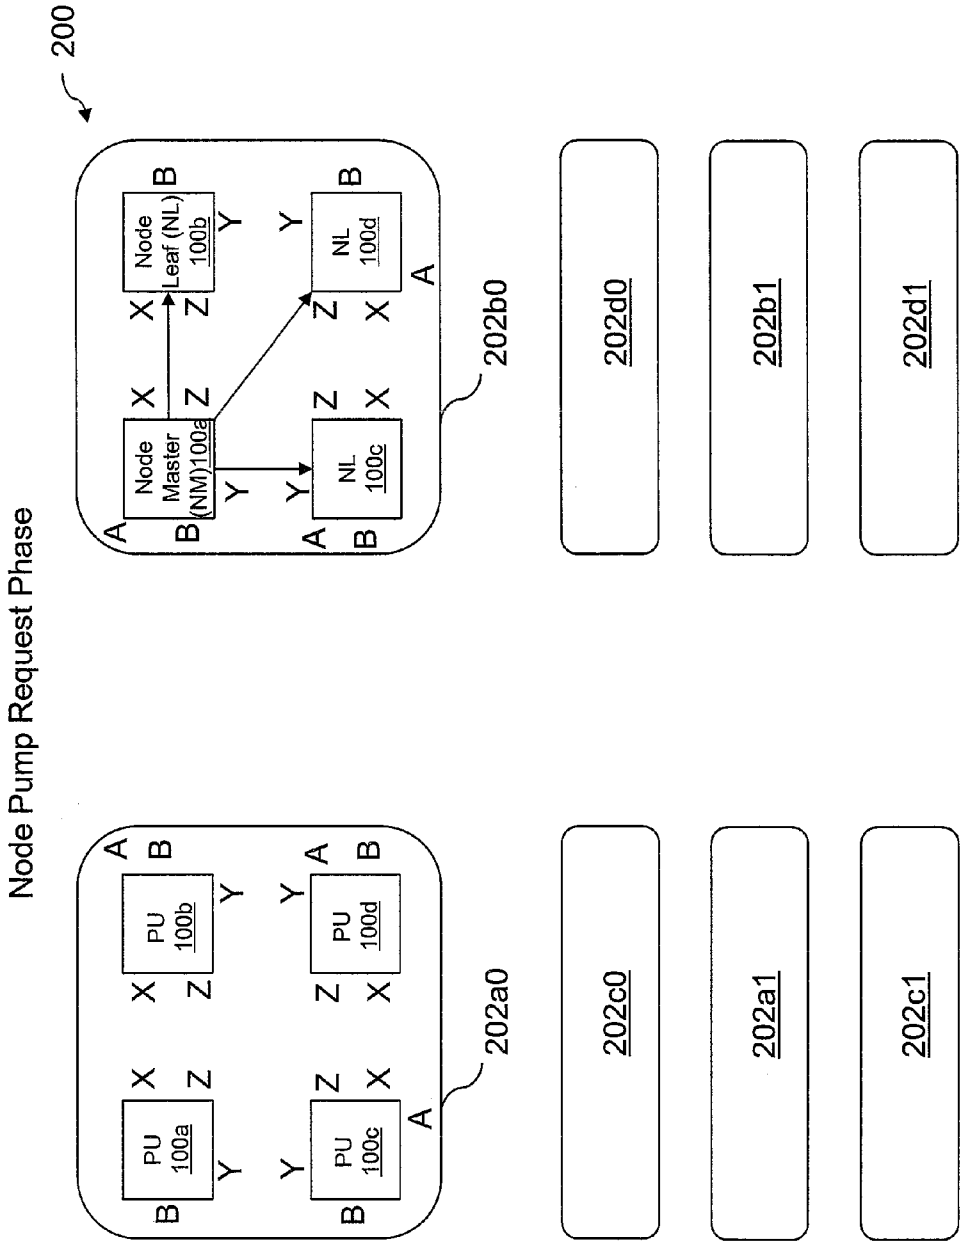 Node Pump Request Phase
200
A
X X
B PU PU B
100a 100b
Z Z
Y Y
Y Y
Z Z A
PU PU
B 100c 100d B
X X
A
202a0
A
X X
Node Node
Master Leaf (NL) B
B (NM)100a 100b
Z Z
Y Y
Y Y
A Z Z
NL NL B
B 100c 100d
X X
A
202b0
202c0 202d0
202a1 202b1
202c1 202d1